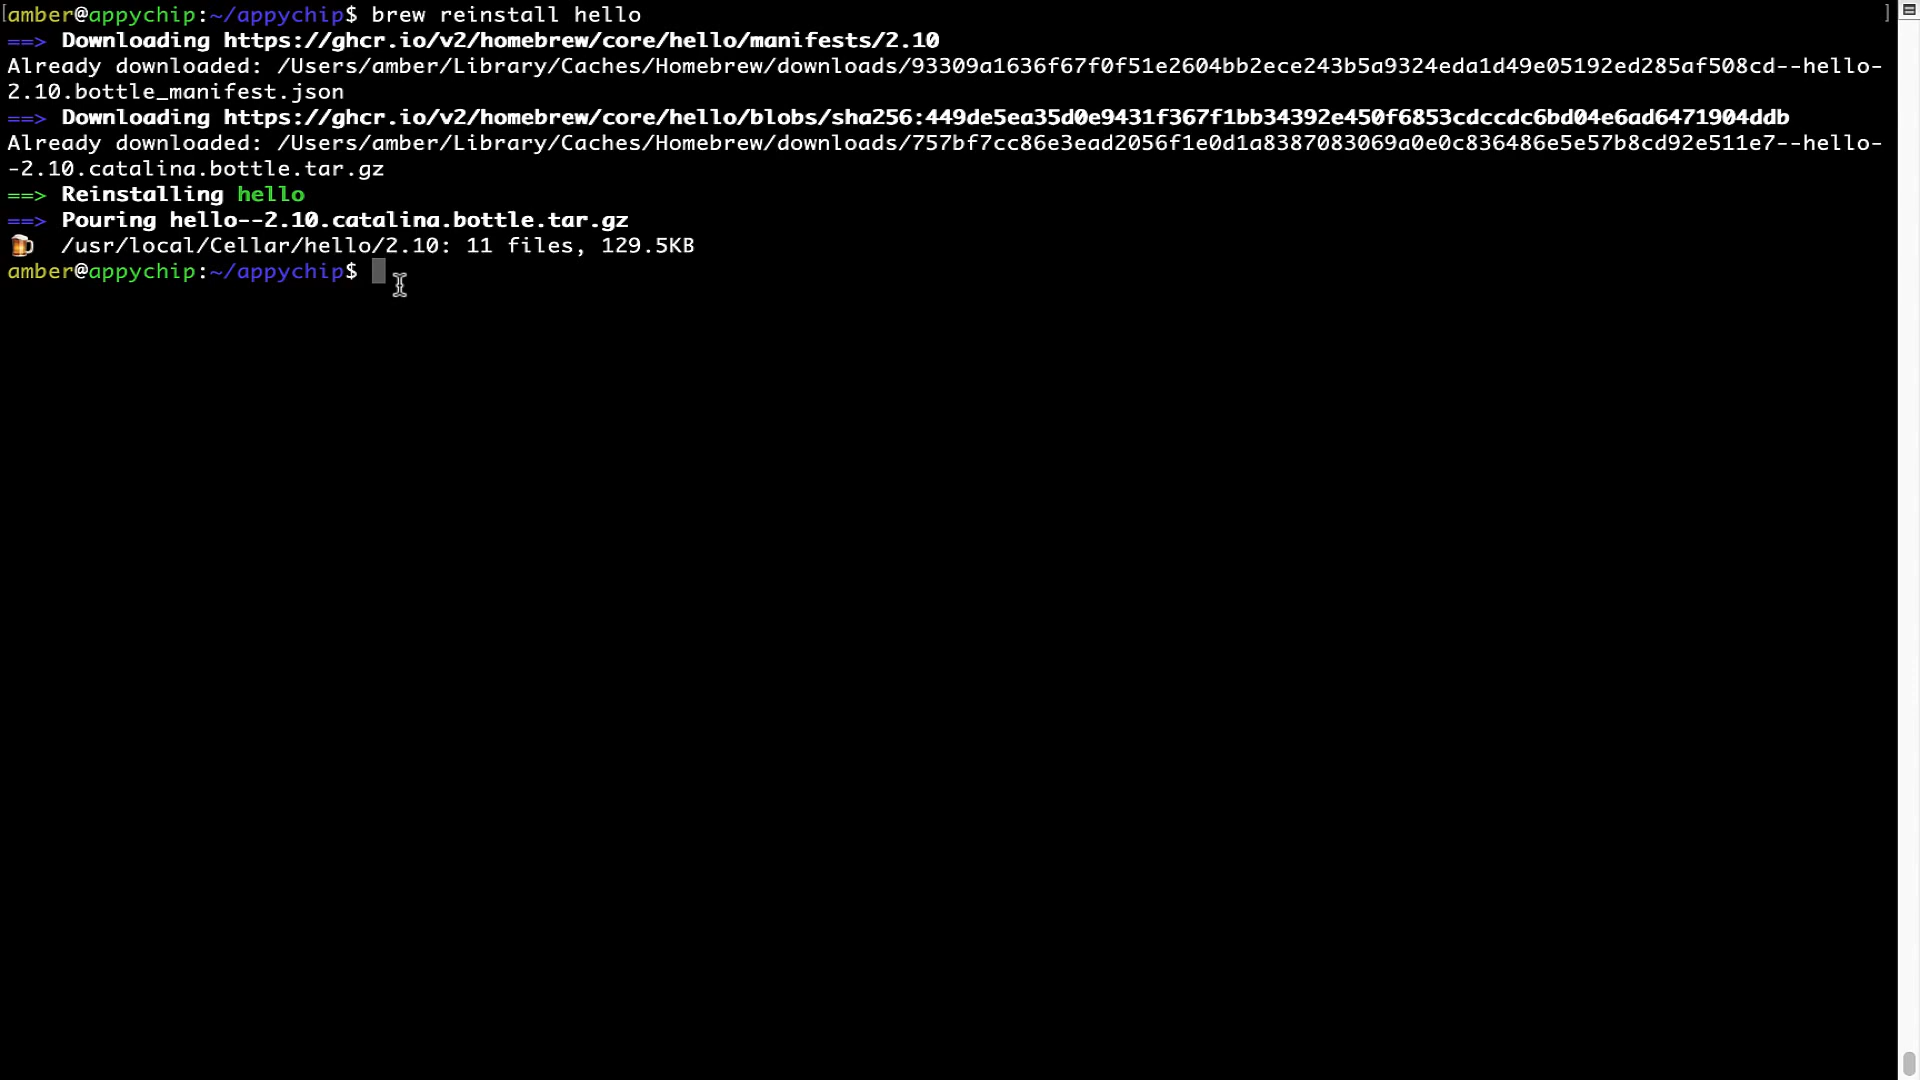 [amber@appychip:~/appychip$ brew reinstall hello ]
==> Downloading https://ghcr.io/v2/homebrew/core/hello/manifests/2.10
Already downloaded: /Users/amber/Library/Caches/Homebrew/downloads/93309a1636f67f0f51e2604bb2ece243b5a9324eda1d49e05192ed285af508cd--hello-
2.10.bottle_manifest.json
==> Downloading https://ghcr.io/v2/homebrew/core/hello/blobs/sha256:449de5ea35d0e9431f367f1bb34392e450f6853cdccdc6bd04e6ad6471904ddb
Already downloaded: /Users/amber/Library/Caches/Homebrew/downloads/757bf7cc86e3ead2056f1e0d1a8387083069a0e0c836486e5e57b8cd92e511e7--hello-
-2.10.catalina.bottle.tar.gz
==> Reinstalling hello
==> Pouring hello--2.10.catalina.bottle.tar.gz
🍺 /usr/local/Cellar/hello/2.10: 11 files, 129.5KB
amber@appychip:~/appychip$